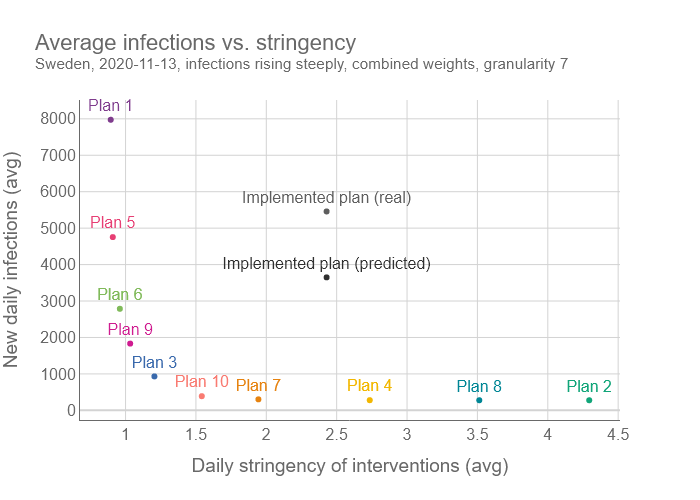 Average infections vs. stringency
Sweden, 2020-11-13, infections rising steeply, combined weights, granularity 7
New daily infections (avg)
8000
7000
6000
5000
4000
3000
2000
1000
0
Plan 1
Implemented plan (real)
Plan 5
Implemented plan (predicted)
Plan 6
Plan 9
Plan 3
Plan 10
Plan 7
Plan 4
Plan 8
Plan 2
1 1.5 2 2.5 3 3.5 4 4.5
Daily stringency of interventions (avg)